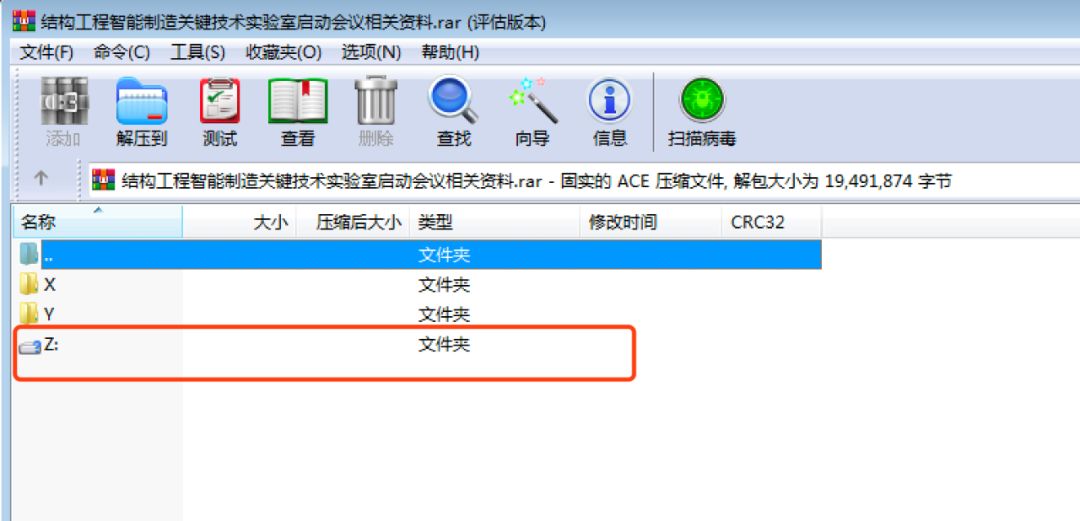 结构工程智能制造关键技术实验室启动会议相关资料.rar (评估版本)
文件(F) 命令(C) 工具(S) 收藏夹(O) 选项(N) 帮助(H)
添加 解压到 测试 查看 删除 查找 向导 信息 扫描病毒
结构工程智能制造关键技术实验室启动会议相关资料.rar - 固实的 ACE 压缩文件, 解包大小为 19,491,874 字节
名称 大小 压缩后大小 类型 修改时间 CRC32
.. 文件夹
X 文件夹
Y 文件夹
Z: 文件夹